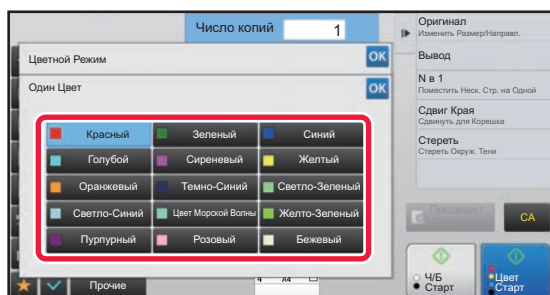 Число копий 1
Цветной Режим OK
Один Цвет OK
Красный Зеленый Синий
Голубой Сиреневый Желтый
Оранжевый Темно-Синий Светло-Зеленый
Светло-Синий Цвет Морской Волны Желто-Зеленый
Пурпурный Розовый Бежевый
Прочие
A4
Оригинал
Изменить Размер/Направл.
Вывод
N в 1
Поместить Неск. Стр. на Одной
Сдвиг Края
Сдвинуть для Корешка
Стереть
Стереть Окруж. Тени
Предварит.
CA
Ч/Б
Старт
Цвет
Старт